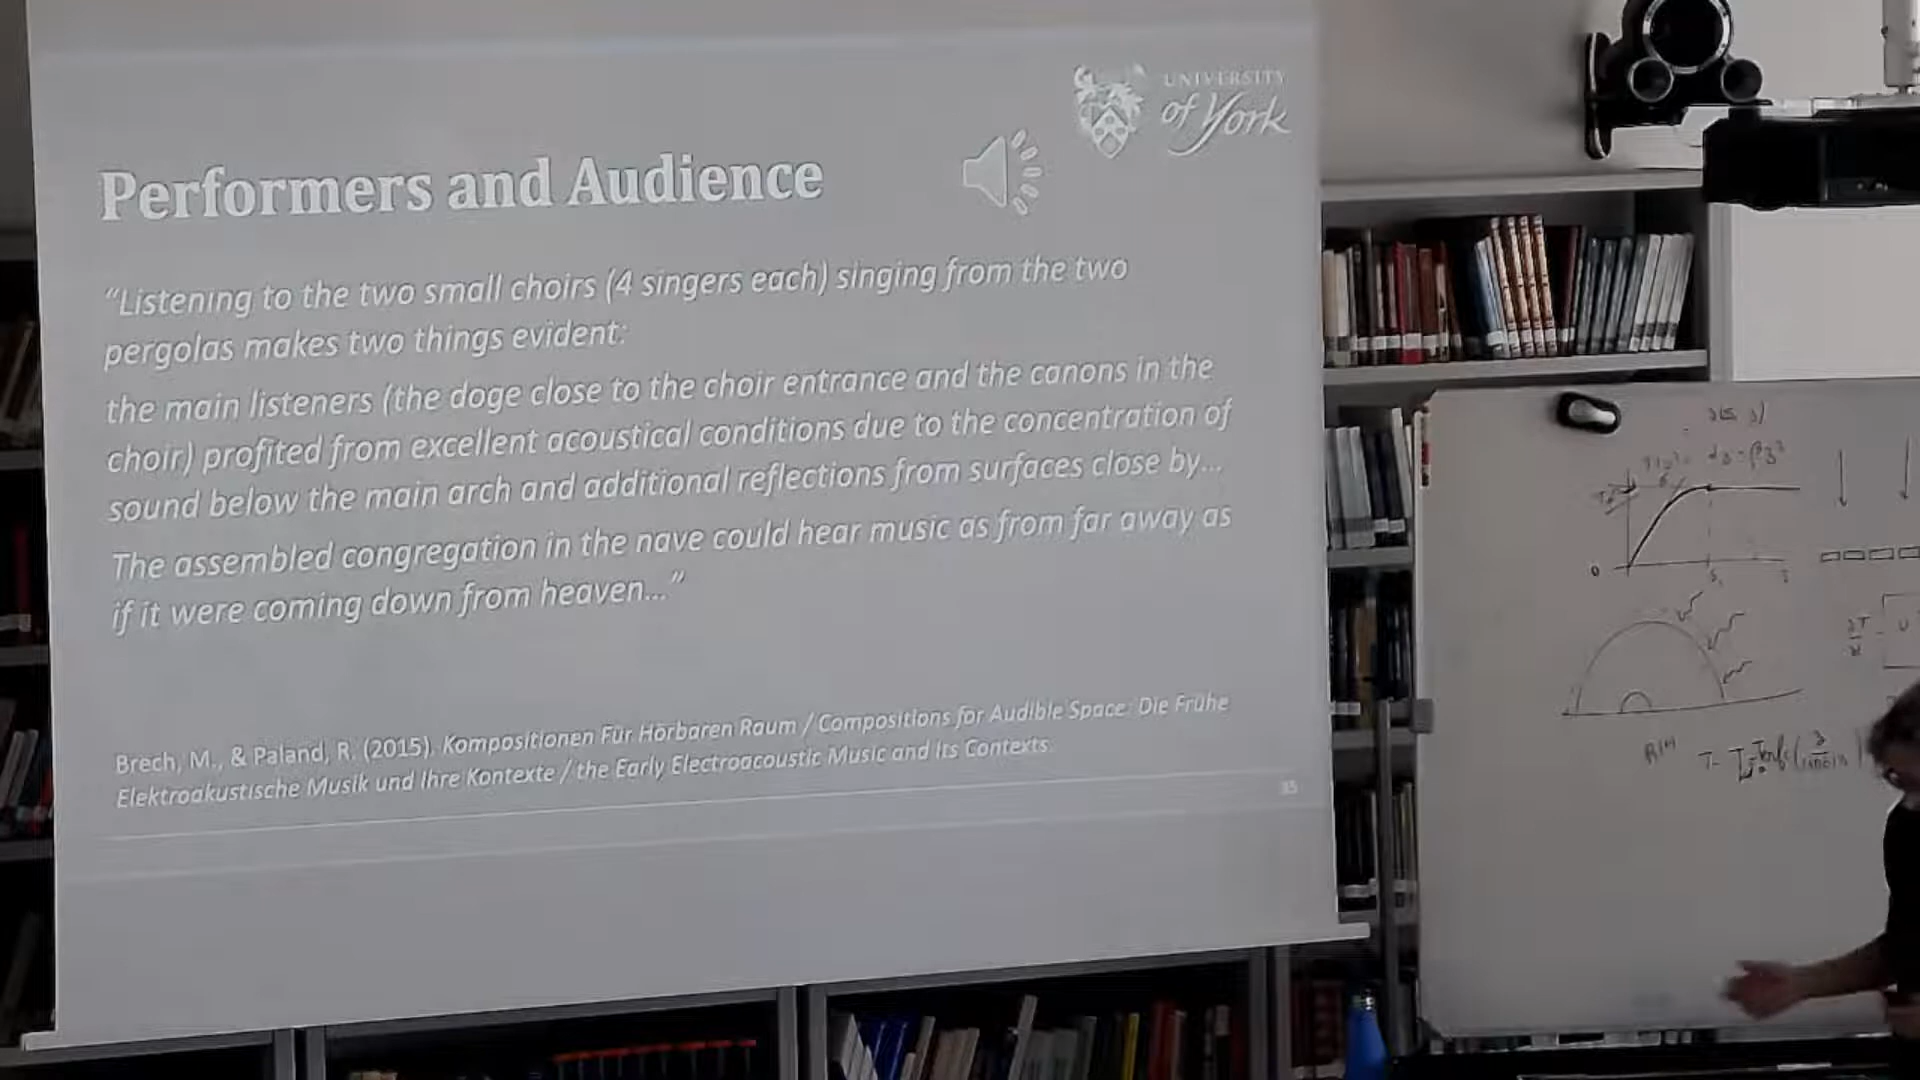 UNIVERSITY
of York
Performers and Audience
“Listening to the two small choirs (4 singers each) singing from the two
pergolas makes two things evident:
the main listeners (the doge close to the choir entrance and the canons in the
choir) profited from excellent acoustical conditions due to the concentration of
sound below the main arch and additional reflections from surfaces close by...
The assembled congregation in the nave could hear music as from far away as
if it were coming down from heaven...”
Brech, M., & Paland, R. (2015). Kompositionen Für Hörbaren Raum / Compositions for Audible Space: Die Frühe
Elektroakustische Musik und Ihre Kontexte / the Early Electroacoustic Music and Its Contexts.
35
0